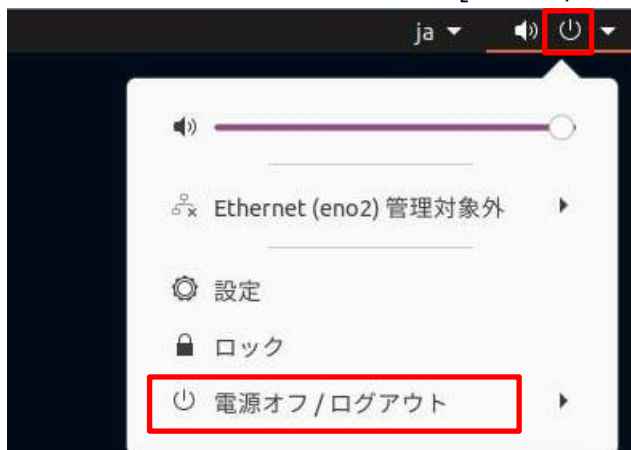 ja
Ethernet (eno2) 管理対象外
設定
ロック
電源オフ / ログアウト